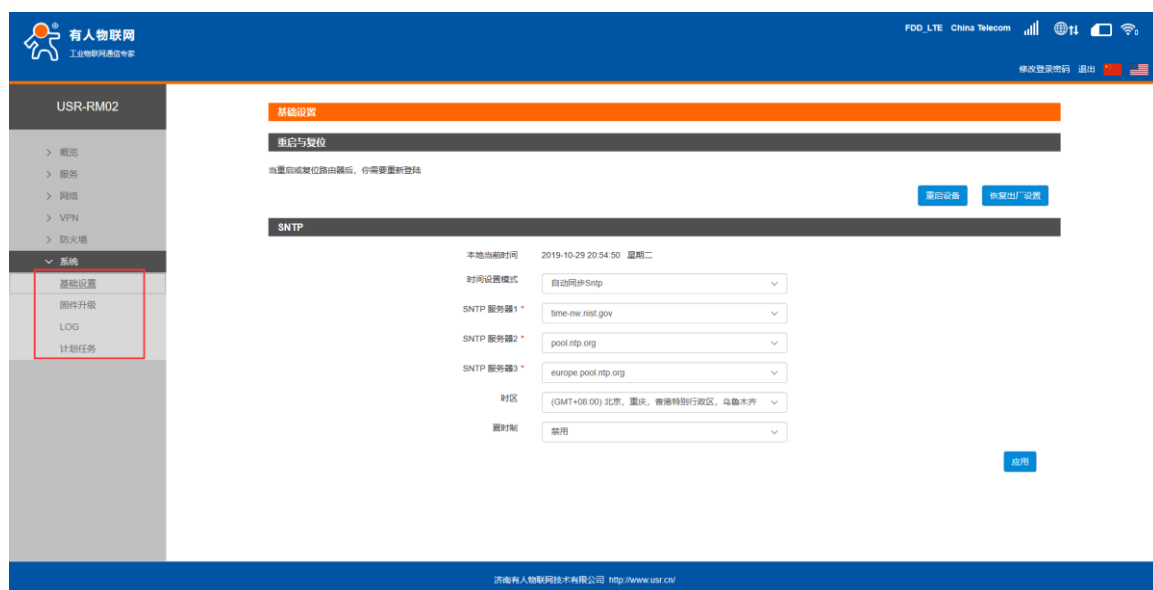 有人物联网
工业物联网通信专家
FDD_LTE China Telecom
修改登录密码 退出
USR-RM02
> 概览
> 服务
> 网络
> VPN
> 防火墙
系统
基础设置
固件升级
LOG
计划任务
基础设置
重启与复位
当重启或复位路由器后，你需要重新登陆
重启设备 恢复出厂设置
SNTP
本地当前时间 2019-10-29 20:54:50 星期二
时间设置模式 自动同步Sntp
SNTP 服务器1 * time-nw.nist.gov
SNTP 服务器2 * pool.ntp.org
SNTP 服务器3 * europe.pool.ntp.org
时区 (GMT+08:00) 北京，重庆，香港特别行政区，乌鲁木齐
夏时制 禁用
应用
济南有人物联网技术有限公司 http://www.usr.cn/